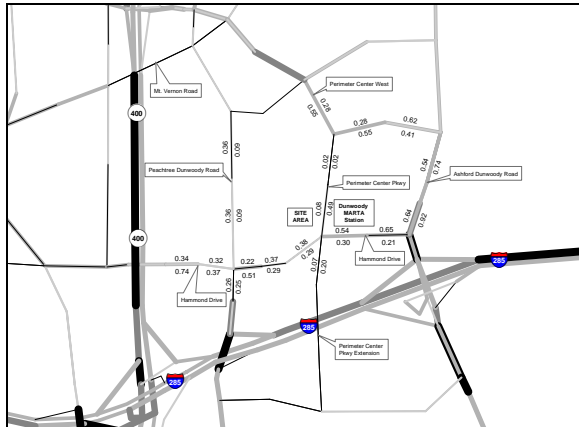 Perimeter Center West
Mt. Vernon Road
400
0.28
0.55
0.28
0.62
0.55
0.41
0.36
0.09
Peachtree Dunwoody Road
0.02
0.02
0.54
0.74
Ashford Dunwoody Road
Perimeter Center Pkwy
0.36
0.09
0.08
0.49
SITE
AREA
Dunwoody
MARTA
Station
0.64
0.92
400
0.54
0.65
0.30
0.21
Hammond Drive
0.38
0.29
0.34
0.32
0.74
0.37
0.22
0.37
0.51
0.29
0.07
0.20
285
0.26
0.25
Hammond Drive
285
Perimeter Center
Pkwy Extension
285